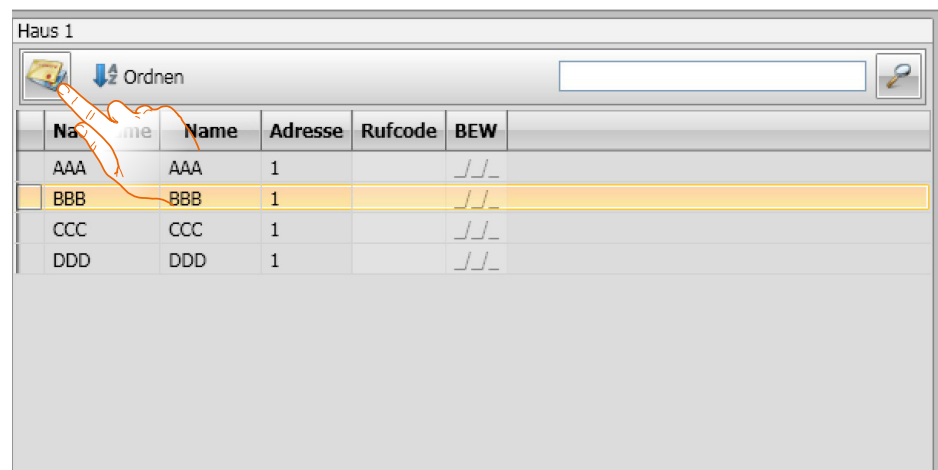 Haus 1
Ordnen
Name Adresse Rufcode BEW
AAA AAA 1 _/_/_
BBB BBB 1 _/_/_
CCC CCC 1 _/_/_
DDD DDD 1 _/_/_